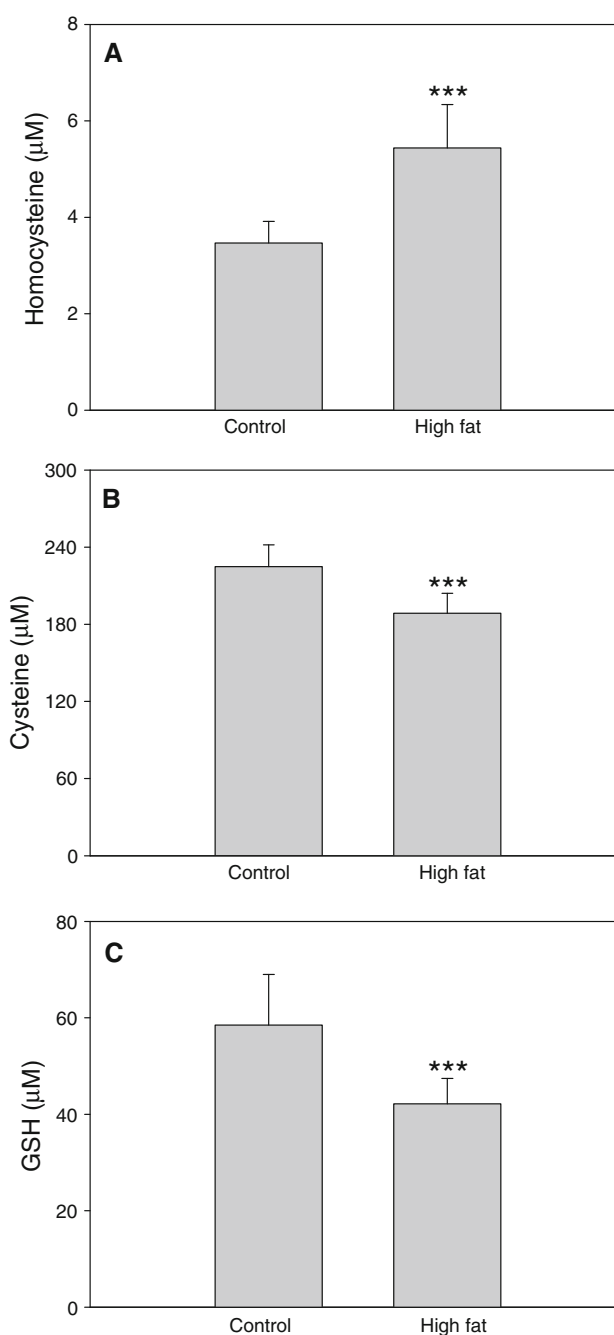 A
Homocysteine (μM)
8
6
4
2
0
***
Control High fat
B
Cysteine (μM)
300
240
180
120
60
0
***
Control High fat
C
GSH (μM)
80
60
40
20
0
***
Control High fat